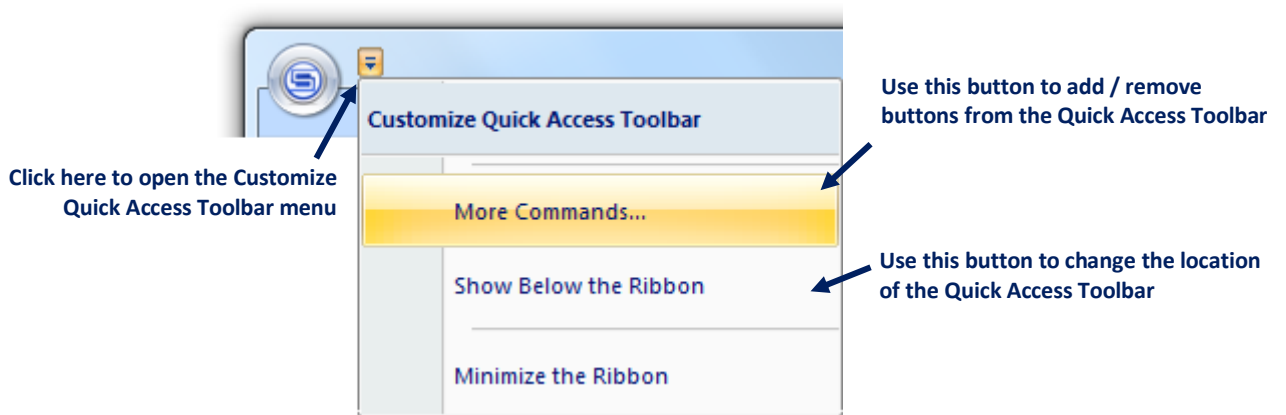 Use this button to add / remove
buttons from the Quick Access Toolbar
Customize Quick Access Toolbar
Click here to open the Customize
Quick Access Toolbar menu
More Commands...
Use this button to change the location
of the Quick Access Toolbar
Show Below the Ribbon
Minimize the Ribbon